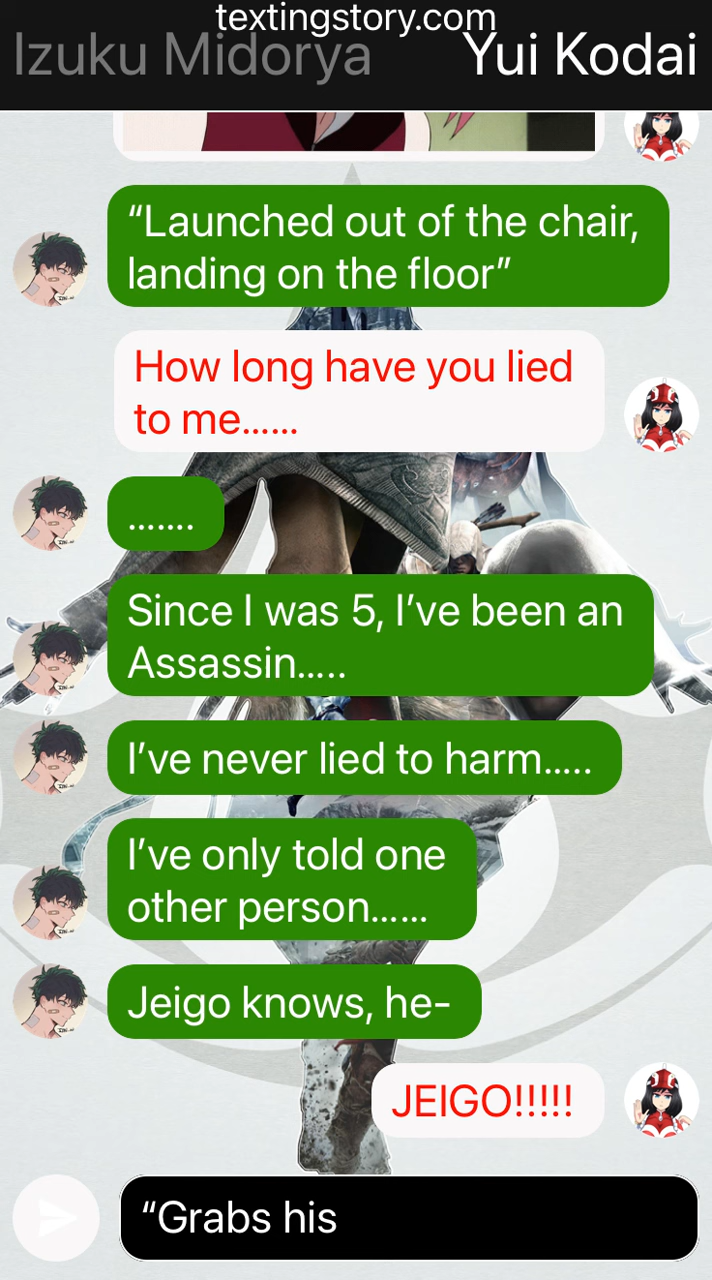 textingstory.com
Izuku Midorya Yui Kodai
“Launched out of the chair,
landing on the floor”
How long have you lied
to me......
.......
Since I was 5, I’ve been an
Assassin.....
I’ve never lied to harm.....
I’ve only told one
other person......
Jeigo knows, he-
JEIGO!!!!!
“Grabs his